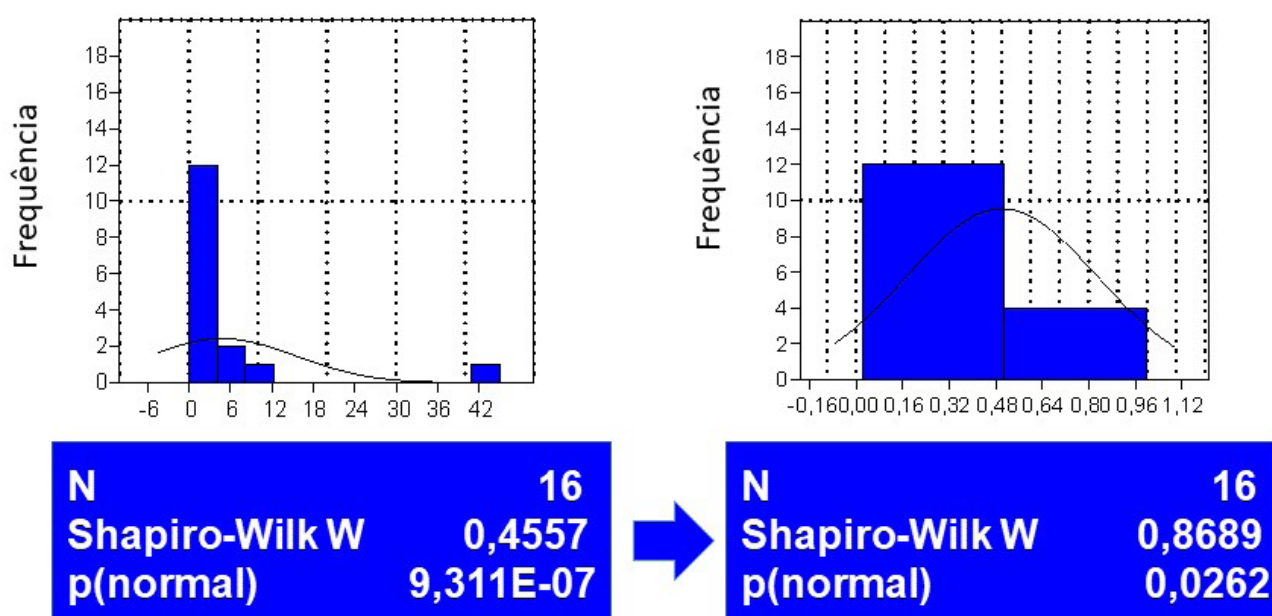 Frequência
18
16
14
12
10
8
6
4
2
0
-6 0 6 12 18 24 30 36 42
Frequência
18
16
14
12
10
8
6
4
2
0
-0,16 0,00 0,16 0,32 0,48 0,64 0,80 0,96 1,12
N 16
Shapiro-Wilk W 0,4557
p(normal) 9,311E-07
N 16
Shapiro-Wilk W 0,8689
p(normal) 0,0262